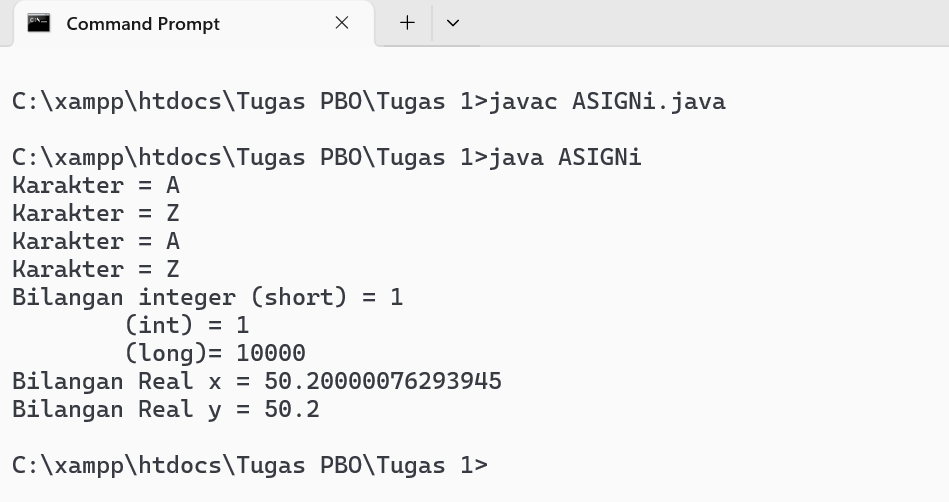 Command Prompt
C:\xampp\htdocs\Tugas PBO\Tugas 1>javac ASIGNi.java
C:\xampp\htdocs\Tugas PBO\Tugas 1>java ASIGNi
Karakter = A
Karakter = Z
Karakter = A
Karakter = Z
Bilangan integer (short) = 1
        (int) = 1
        (long)= 10000
Bilangan Real x = 50.20000076293945
Bilangan Real y = 50.2
C:\xampp\htdocs\Tugas PBO\Tugas 1>